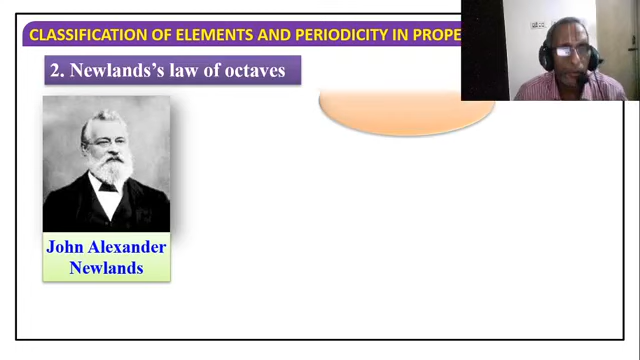 CLASSIFICATION OF ELEMENTS AND PERIODICITY IN PROPE
2. Newlands's law of octaves
John Alexander
Newlands